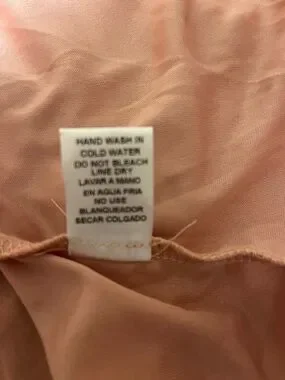 HAND WASH IN
COLD WATER
DO NOT BLEACH
LINE DRY
LAVAR A MANO
EN AGUA FRIA
NO USE
BLANQUEADOR
SECAR COLGADO